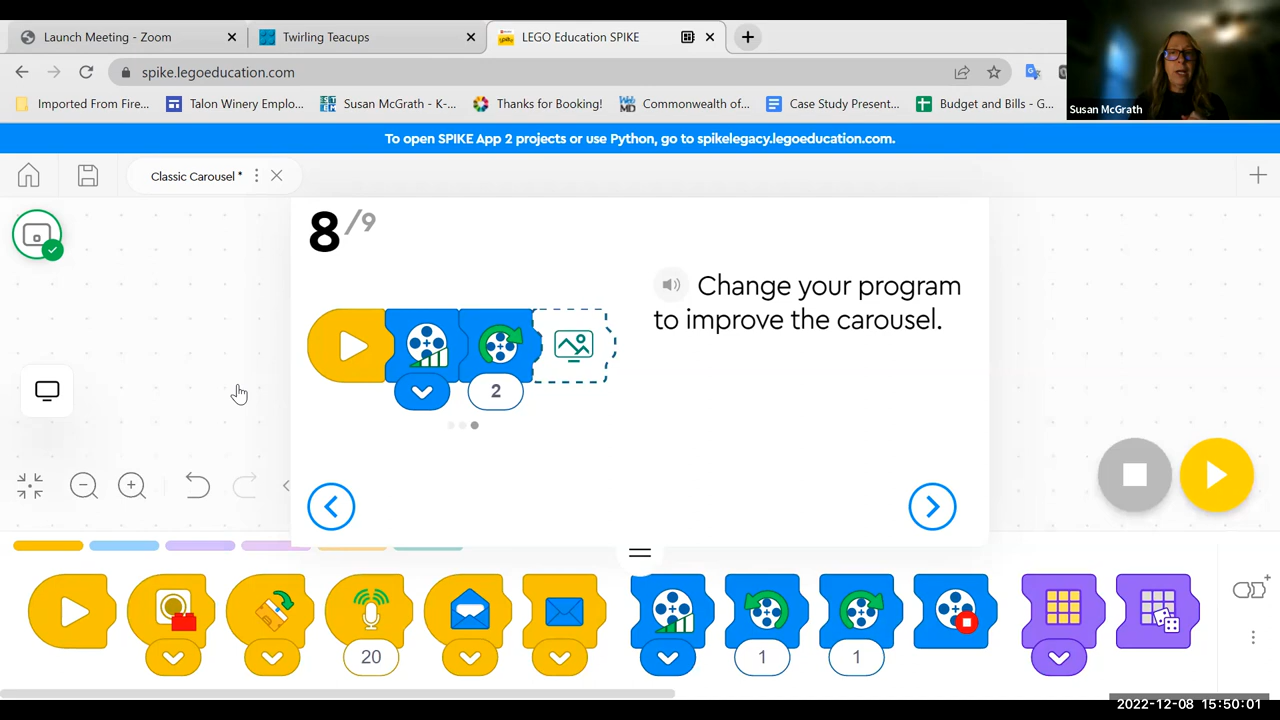 Launch Meeting - Zoom
Twirling Teacups
LEGO Education SPIKE
spike.legoeducation.com
Imported From Fire...
Talon Winery Emplo...
Susan McGrath - K-...
Thanks for Booking!
Commonwealth of...
Case Study Present...
Budget and Bills - G...
Susan McGrath
To open SPIKE App 2 projects or use Python, go to spikelegacy.legoeducation.com.
Classic Carousel *
8/9
Change your program
to improve the carousel.
2
20
1
1
2022-12-08 15:50:01